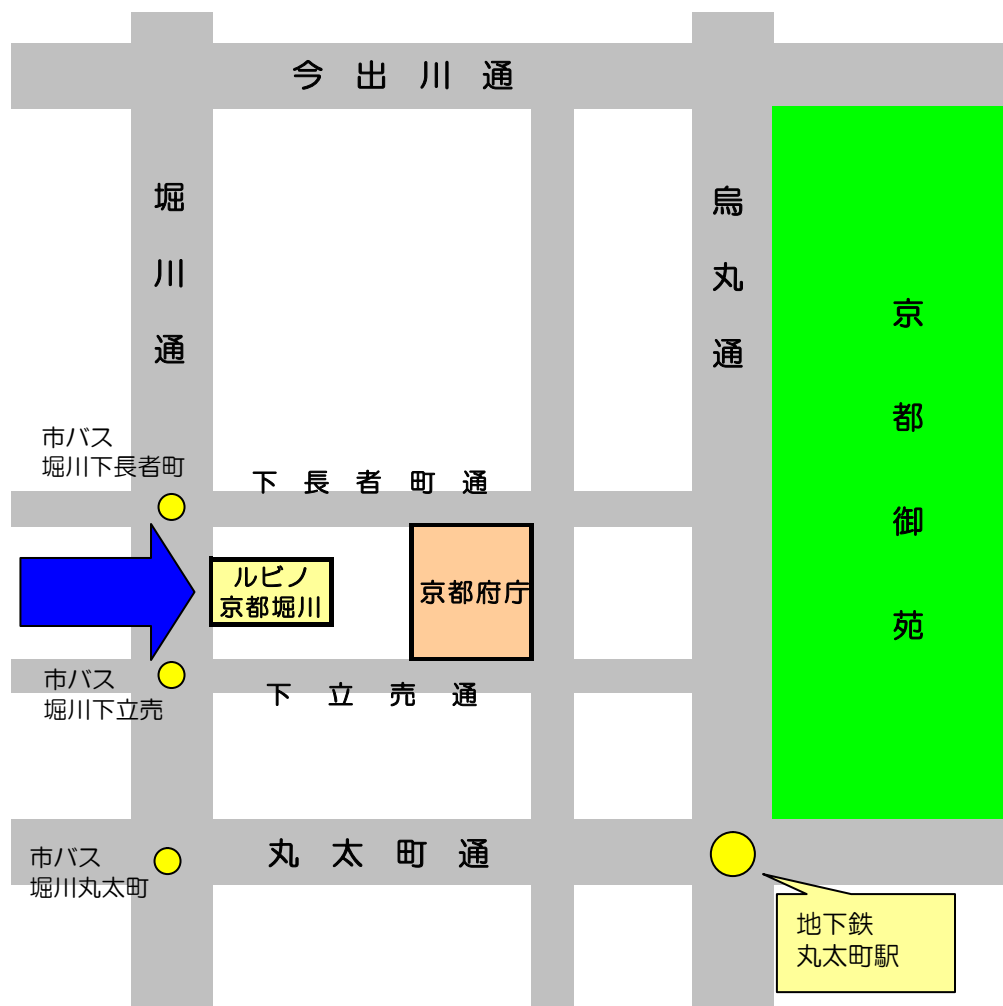 今出川通
堀川通
烏丸通
京都御苑
市バス
堀川下長者町
下長者町通
ルビノ
京都堀川
京都府庁
市バス
堀川下立売
下立売通
市バス
堀川丸太町
丸太町通
地下鉄
丸太町駅